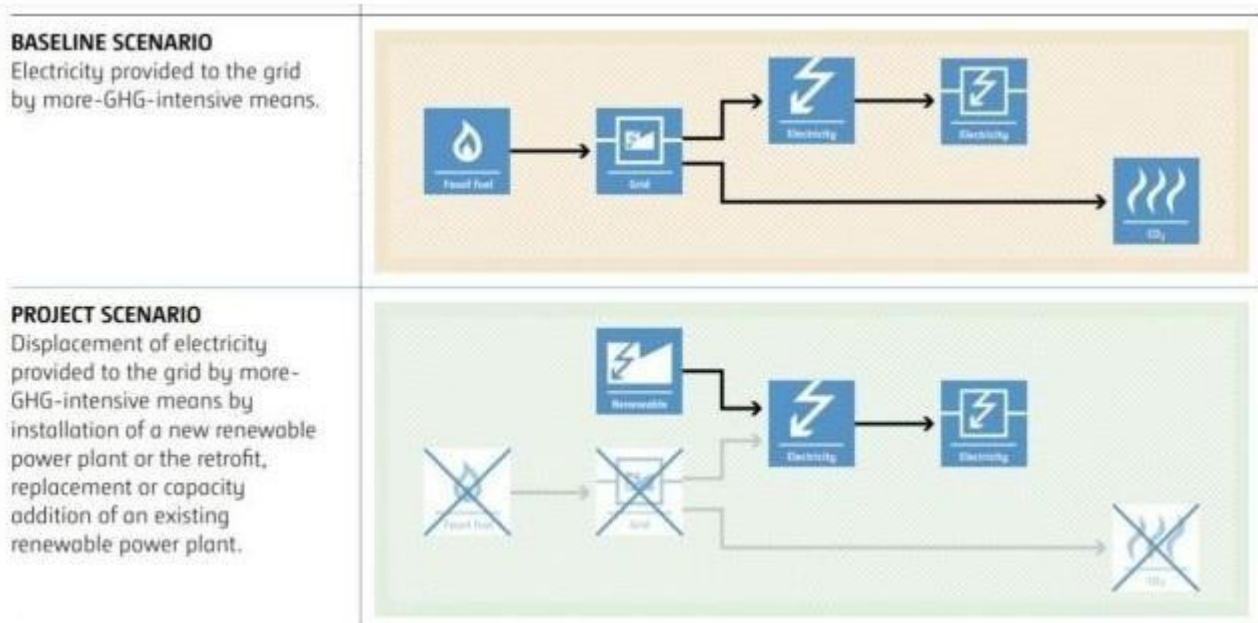 BASELINE SCENARIO
Electricity provided to the grid
by more-GHG-intensive means.
Fossil fuel
Grid
Electricity
Electricity
CO₂
PROJECT SCENARIO
Displacement of electricity
provided to the grid by more-
GHG-intensive means by
installation of a new renewable
power plant or the retrofit,
replacement or capacity
addition of an existing
renewable power plant.
Renewable
Electricity
Electricity
Fossil fuel
Grid
CO₂